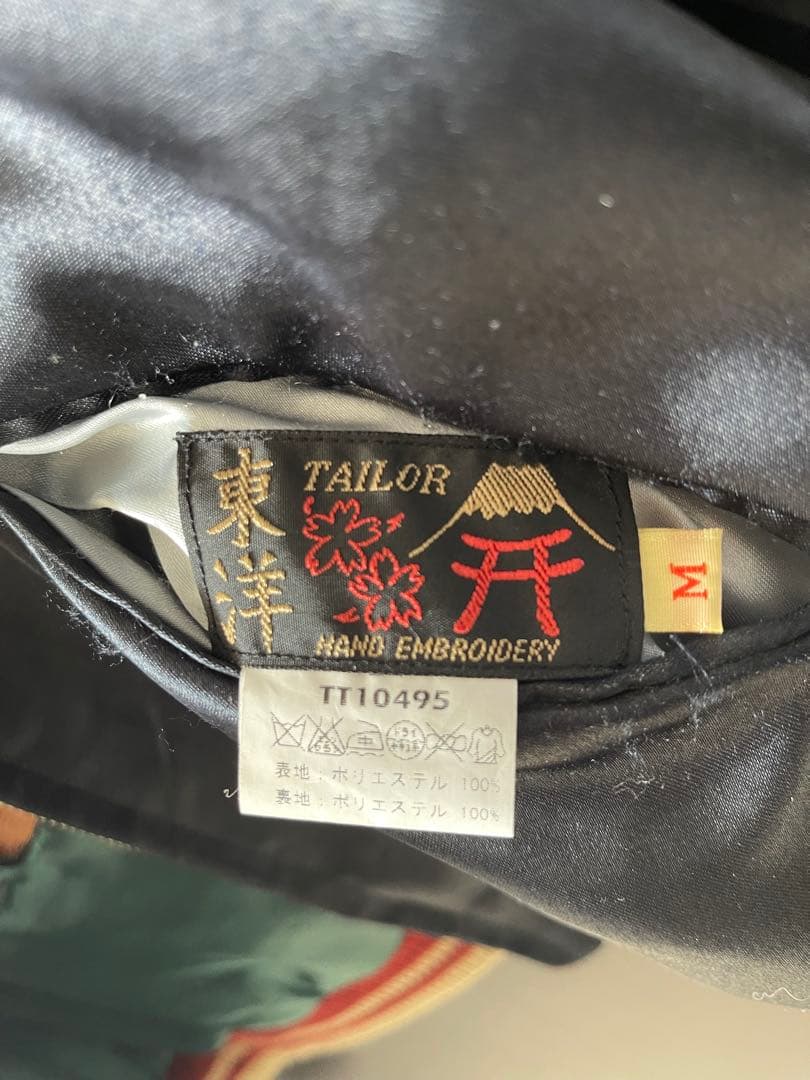 東洋
TAILOR
HAND EMBROIDERY
M
TT10495
表地:ポリエステル 100%
裏地:ポリエステル 100%